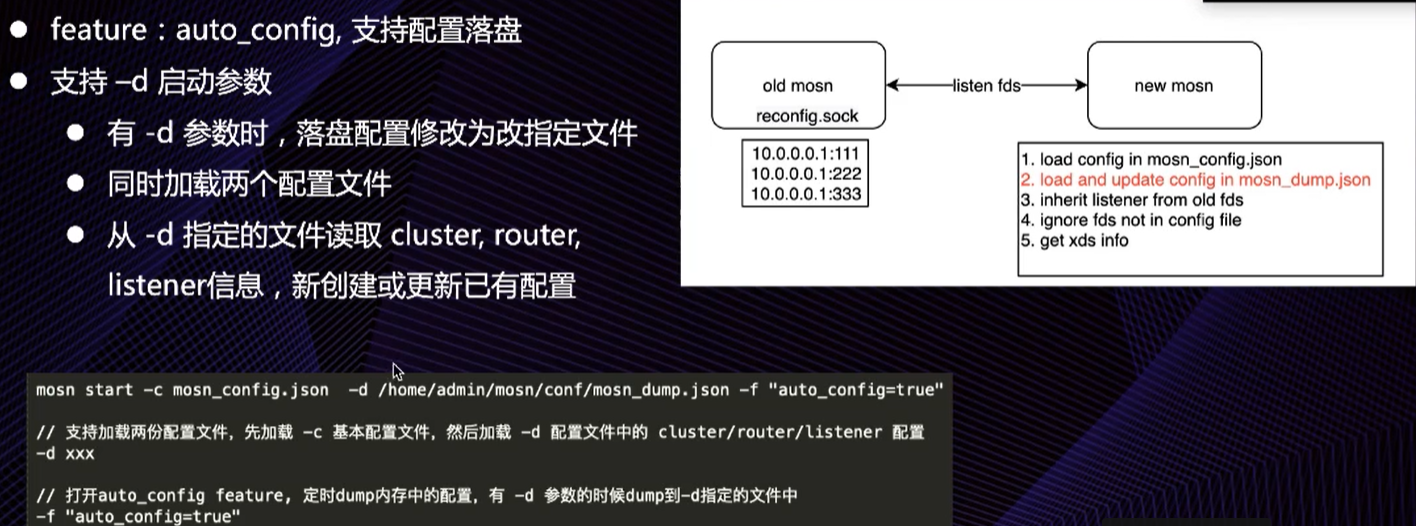 feature：auto_config, 支持配置落盘
支持 –d 启动参数
有 -d 参数时，落盘配置修改为改指定文件
同时加载两个配置文件
从 -d 指定的文件读取 cluster, router,
listener信息，新创建或更新已有配置
old mosn
reconfig.sock
listen fds
new mosn
10.0.0.0.1:111
10.0.0.0.1:222
10.0.0.0.1:333
1. load config in mosn_config.json
2. load and update config in mosn_dump.json
3. inherit listener from old fds
4. ignore fds not in config file
5. get xds info
mosn start -c mosn_config.json  -d /home/admin/mosn/conf/mosn_dump.json -f "auto_config=true"
// 支持加载两份配置文件，先加载 -c 基本配置文件，然后加载 -d 配置文件中的 cluster/router/listener 配置
-d xxx
// 打开auto_config feature, 定时dump内存中的配置，有 -d 参数的时候dump到-d指定的文件中
-f "auto_config=true"